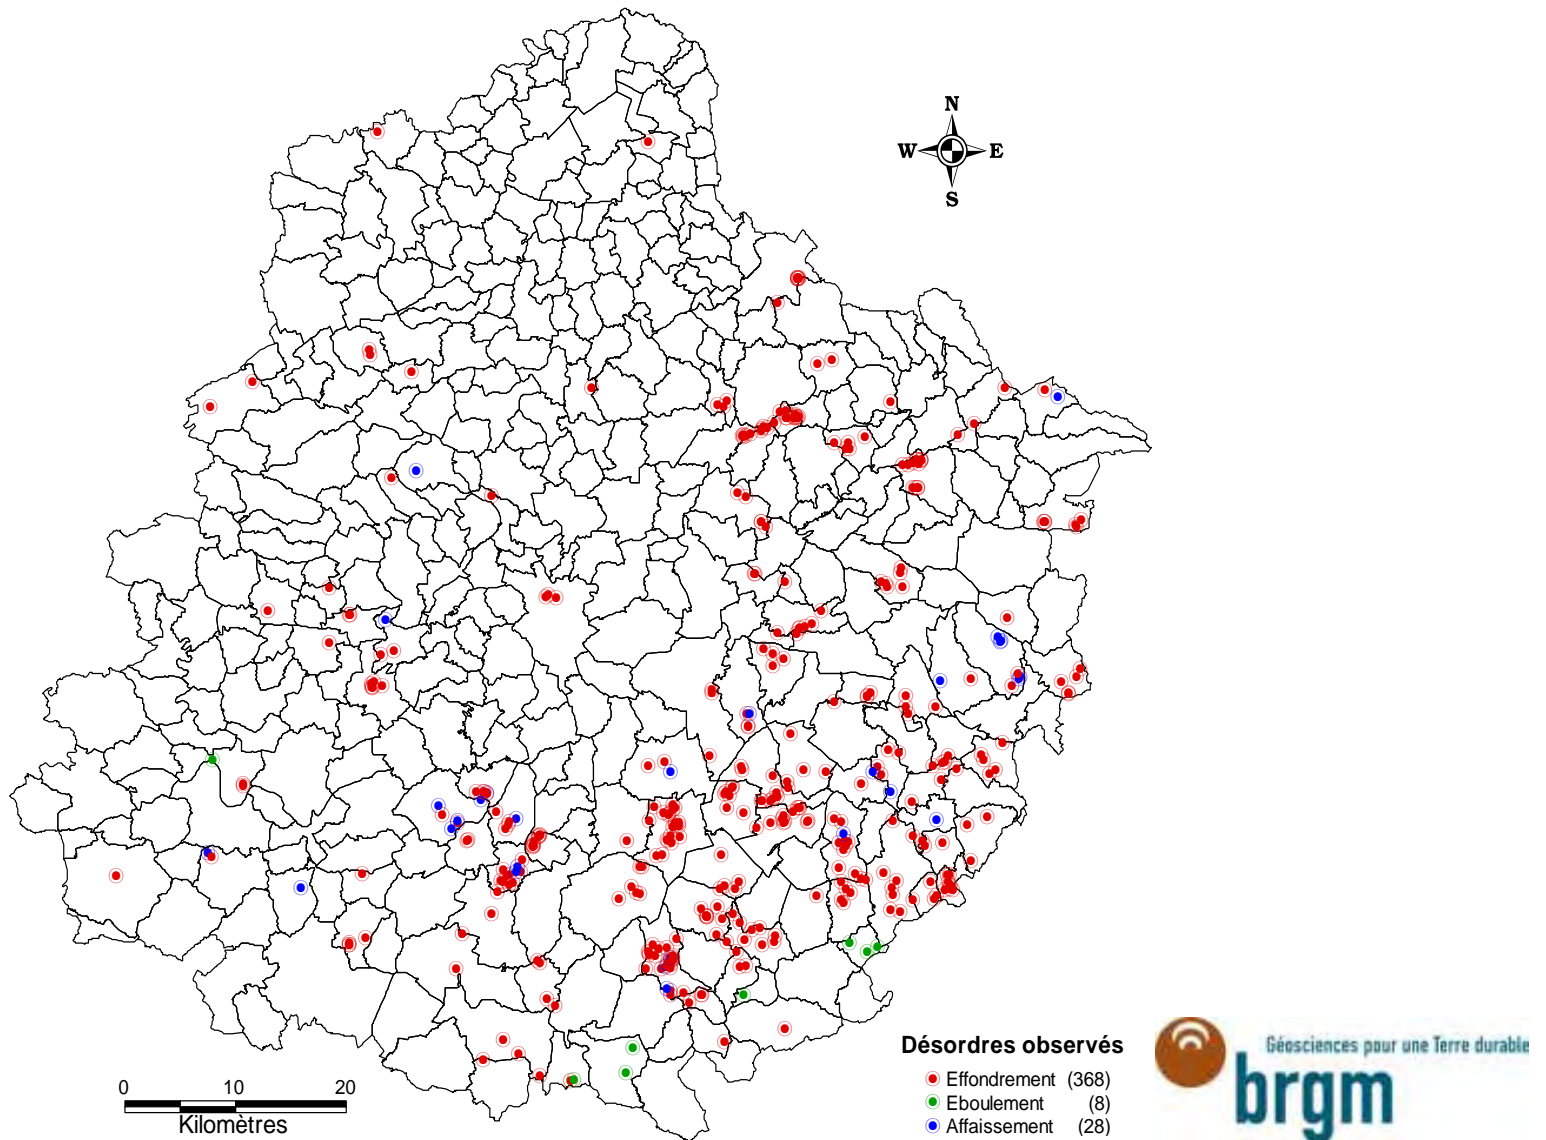 N
W E
S
Désordres observés
Effondrement (368)
Eboulement (8)
Affaissement (28)
0 10 20
Kilomètres
Géosciences pour une Terre durable
brgm